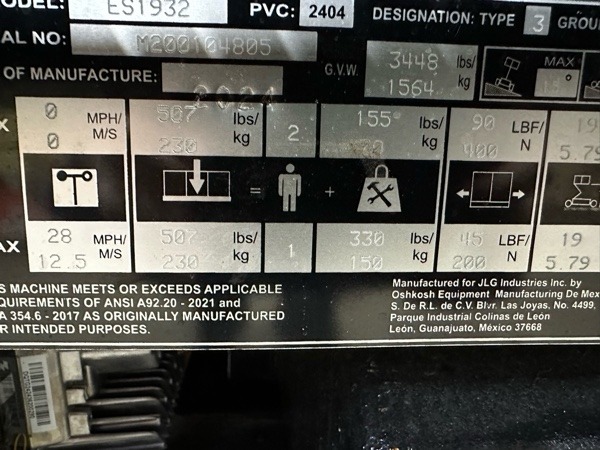 ODEL: ES1932 PVC: 2404 DESIGNATION: TYPE 3 GROU
AL NO: M200104805
OF MANUFACTURE: 2021 G.V.W. 3448 lbs/ 1564 kg MAX
0 MPH/ 507 lbs/ 2 155 lbs/ 90 LBF/ 19
0 M/S 230 kg kg 400 N 5.79
= +
AX 28 MPH/ 507 lbs/ 1 330 lbs/ 45 LBF/ 19
12.5 M/S 230 kg 150 kg 200 N 5.79
S MACHINE MEETS OR EXCEEDS APPLICABLE
QUIREMENTS OF ANSI A92.20 - 2021 and
A 354.6 - 2017 AS ORIGINALLY MANUFACTURED
R INTENDED PURPOSES.
Manufactured for JLG Industries Inc. by
Oshkosh Equipment Manufacturing De Mex
S. De R.L. de C.V. Blvr. Las Joyas, No. 4499,
Parque Industrial Colinas de León
León, Guanajuato, México 37668